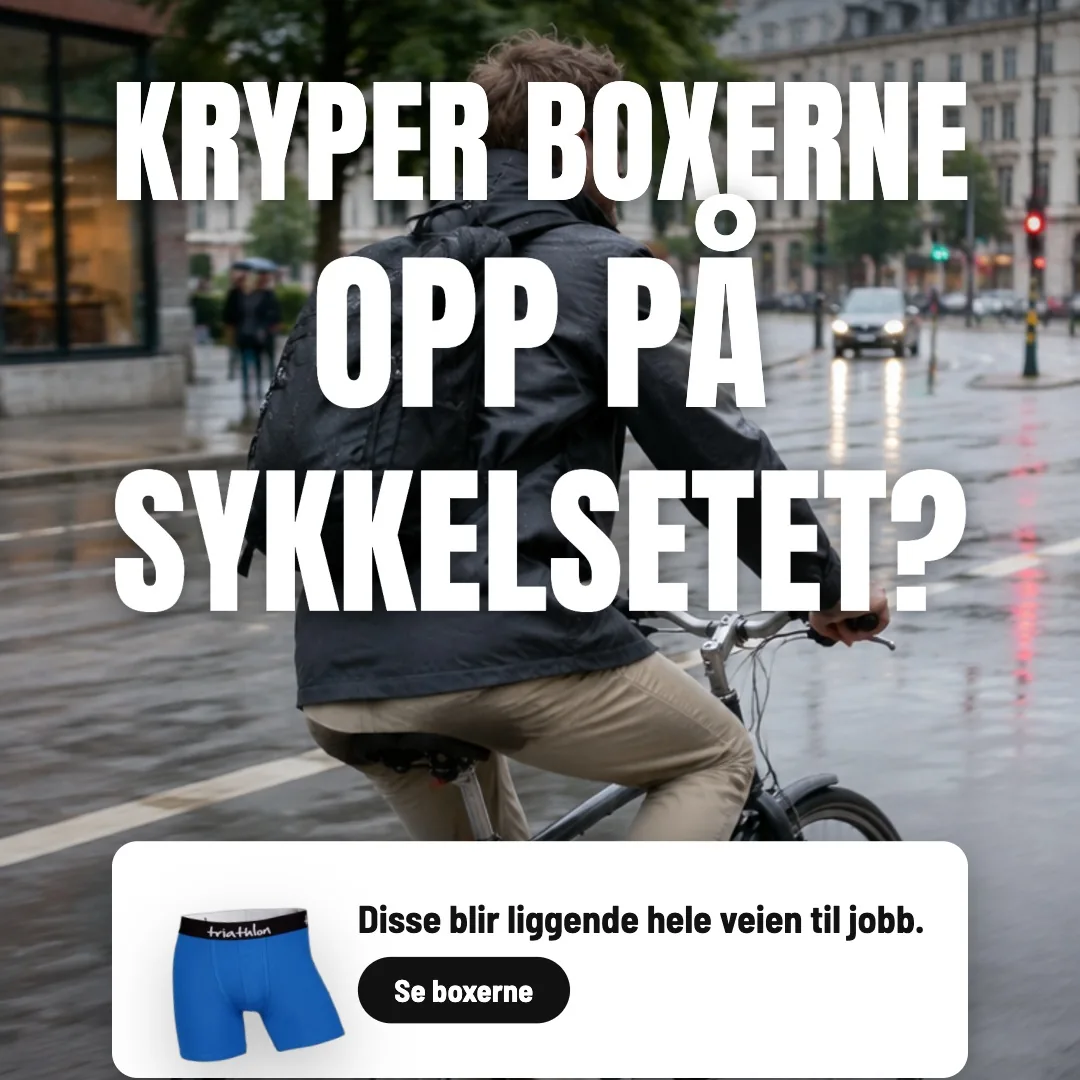 KRYPER BOXERNE
OPP PÅ
SYKKELSETET?
triathlon
Disse blir liggende hele veien til jobb.
Se boxerne